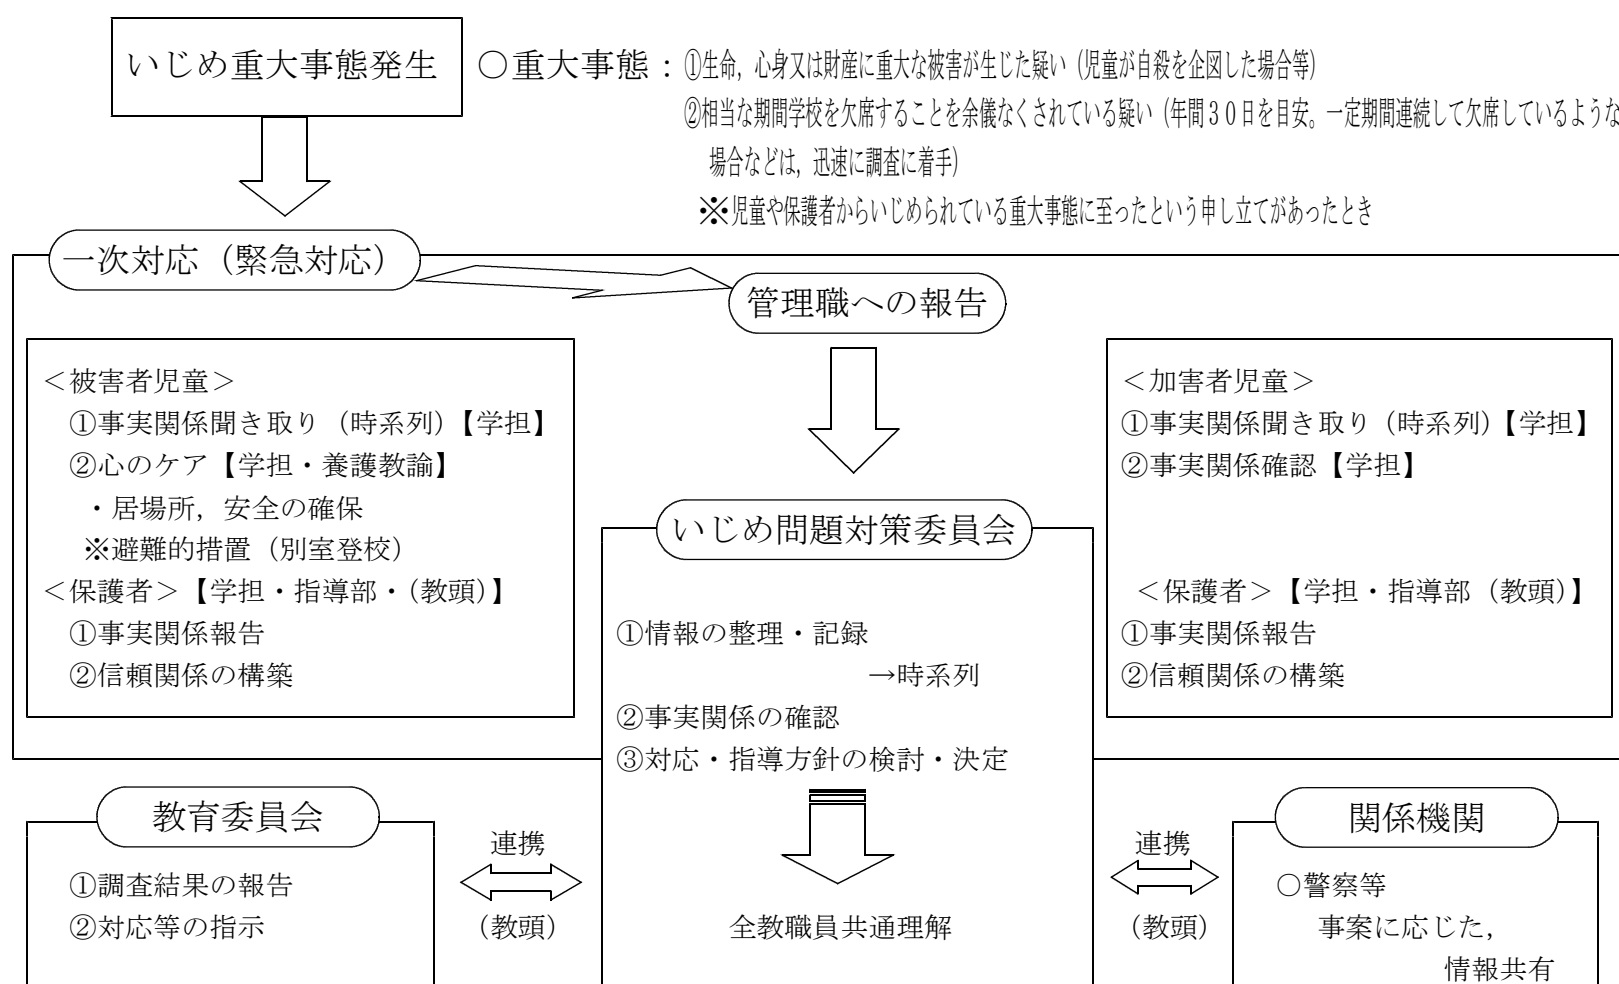 いじめ重大事態発生
○重大事態：①生命，心身又は財産に重大な被害が生じた疑い（児童が自殺を企図した場合等）
②相当な期間学校を欠席することを余儀なくされている疑い（年間３０日を目安。一定期間連続して欠席しているような
場合などは，迅速に調査に着手）
※児童や保護者からいじめられている重大事態に至ったという申し立てがあったとき
一次対応（緊急対応）
管理職への報告
＜被害者児童＞
①事実関係聞き取り（時系列）【学担】
②心のケア【学担・養護教諭】
・居場所，安全の確保
※避難的措置（別室登校）
＜保護者＞【学担・指導部・（教頭）】
①事実関係報告
②信頼関係の構築
＜加害者児童＞
①事実関係聞き取り（時系列）【学担】
②事実関係確認【学担】
＜保護者＞【学担・指導部（教頭）】
①事実関係報告
②信頼関係の構築
いじめ問題対策委員会
①情報の整理・記録
→時系列
②事実関係の確認
③対応・指導方針の検討・決定
全教職員共通理解
教育委員会
①調査結果の報告
②対応等の指示
連携
（教頭）
連携
（教頭）
関係機関
○警察等
事案に応じた，
情報共有